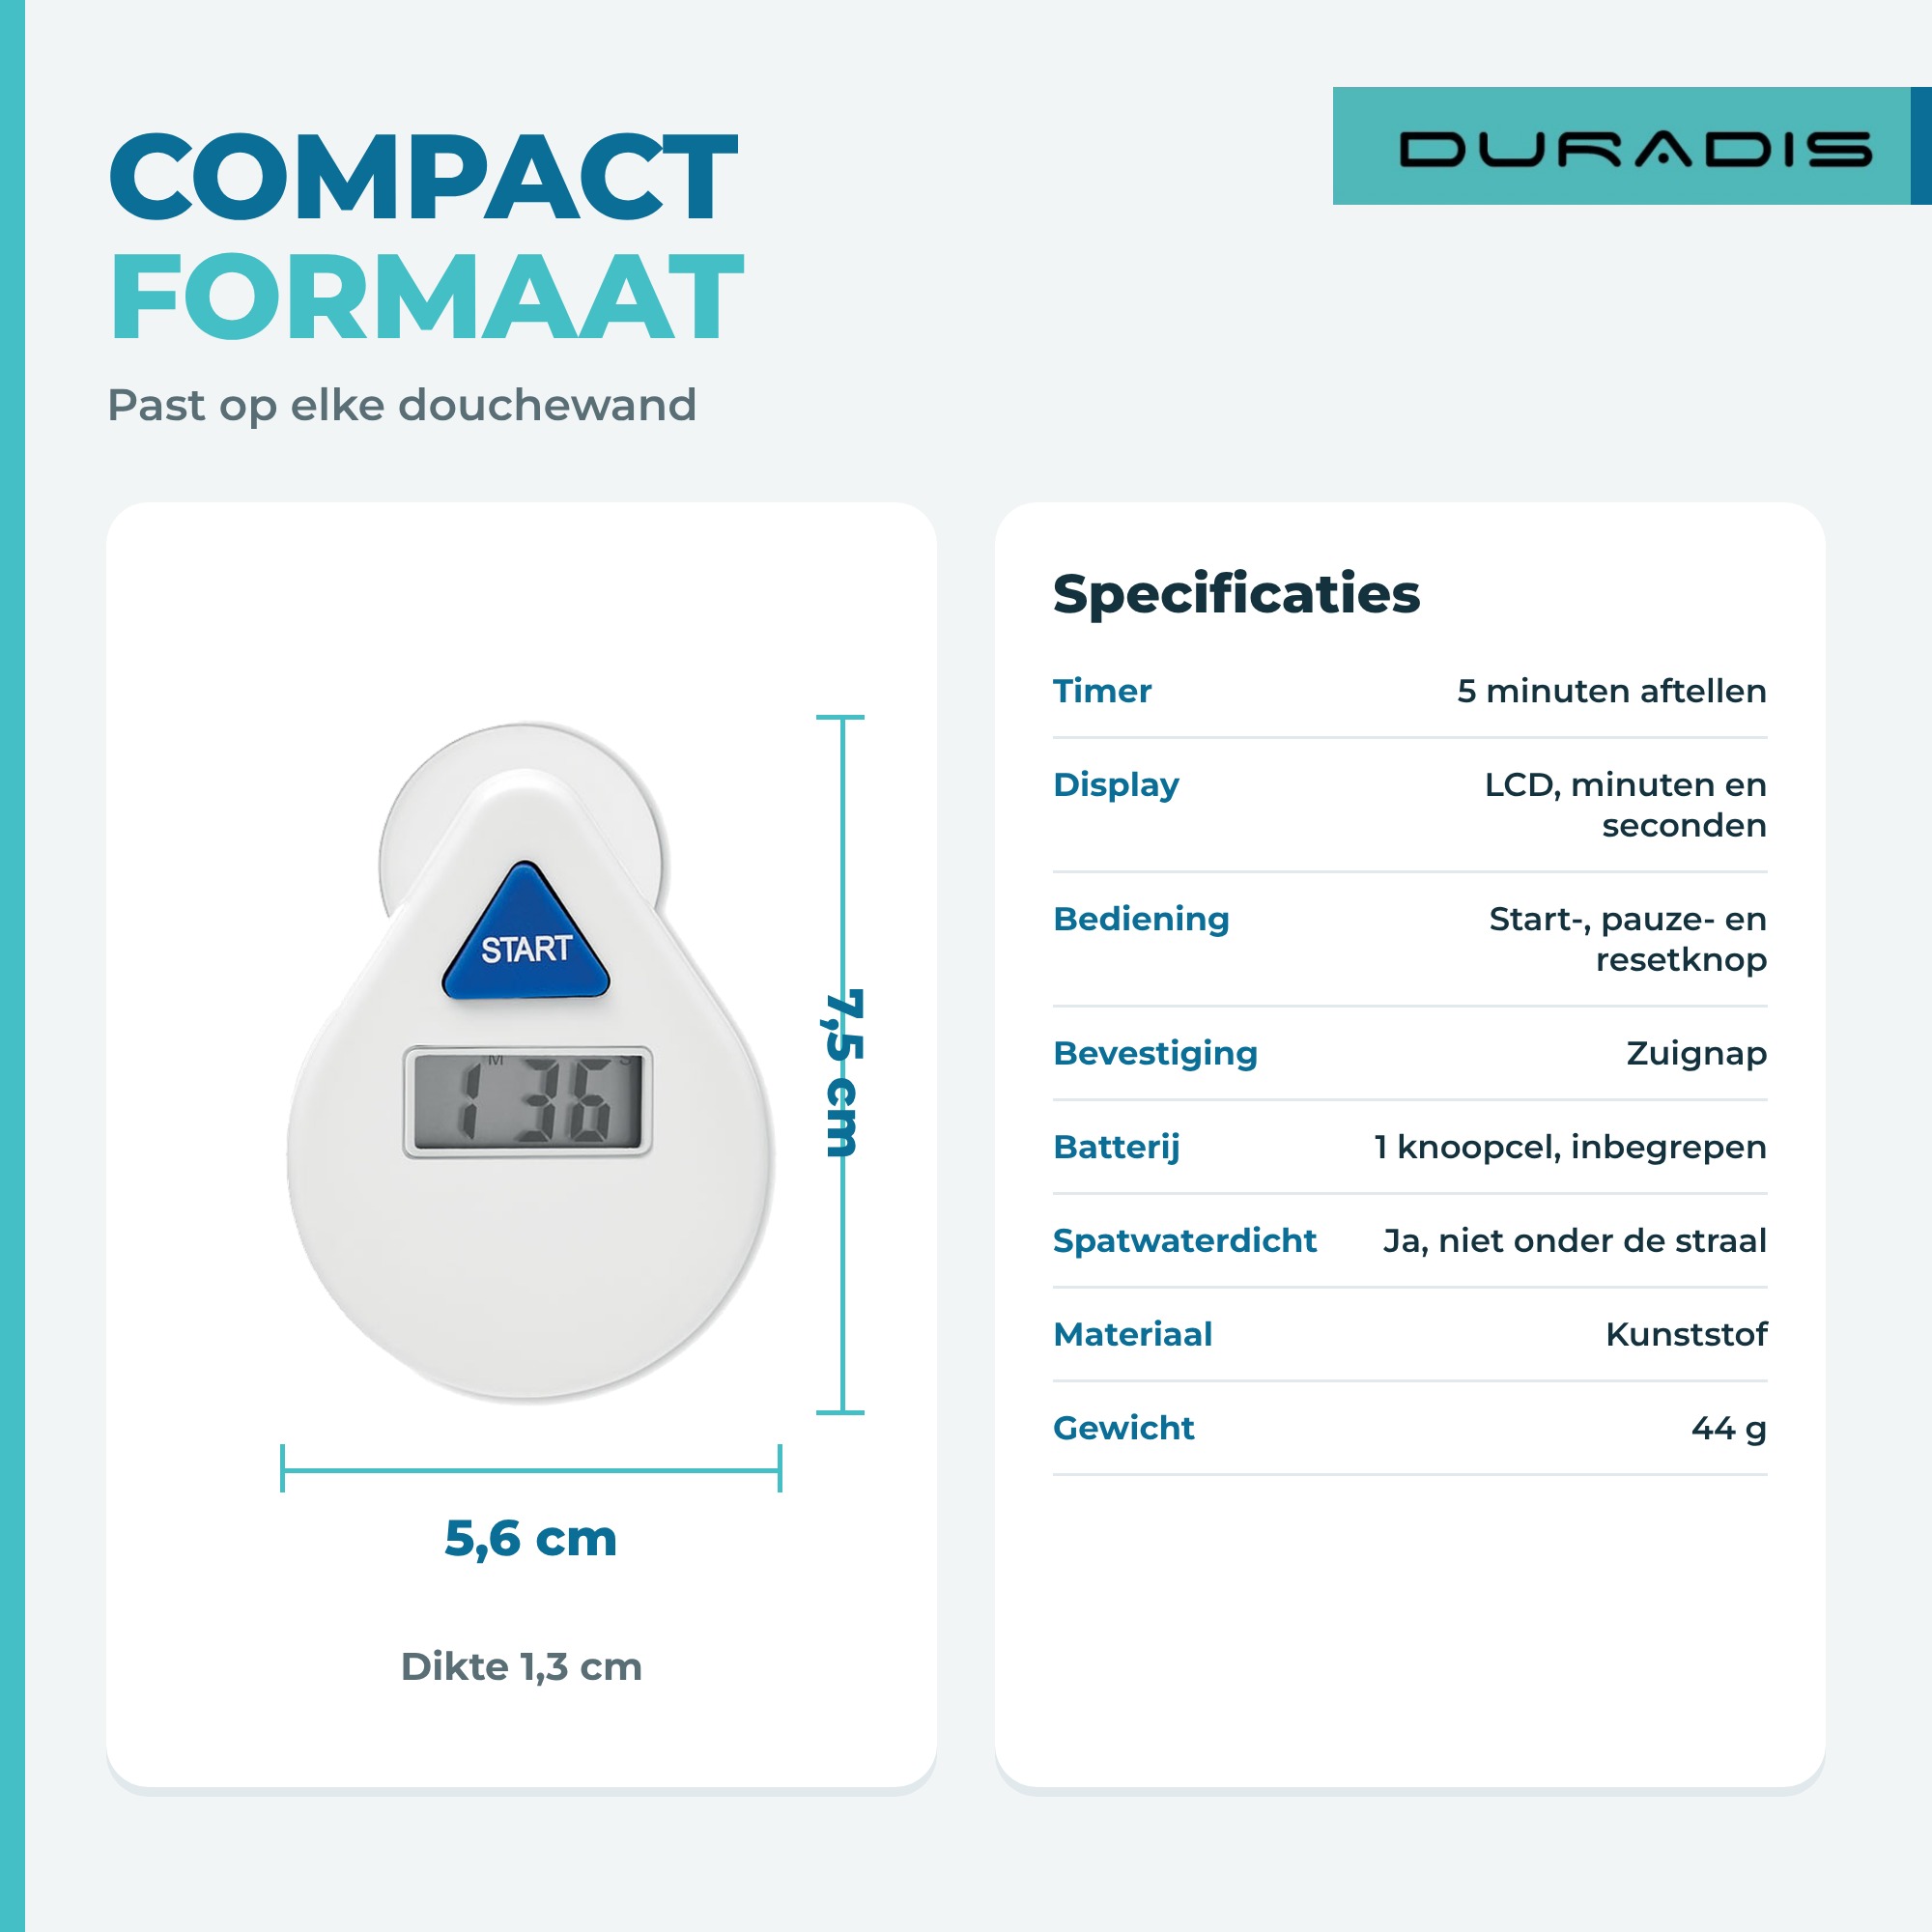 COMPACT
FORMAAT
Past op elke douchewand
DURADIS
START
M S
1 36
7,5 cm
5,6 cm
Dikte 1,3 cm
Specificaties
Timer 5 minuten aftellen
Display LCD, minuten en
seconden
Bediening Start-, pauze- en
resetknop
Bevestiging Zuignap
Batterij 1 knoopcel, inbegrepen
Spatwaterdicht Ja, niet onder de straal
Materiaal Kunststof
Gewicht 44 g